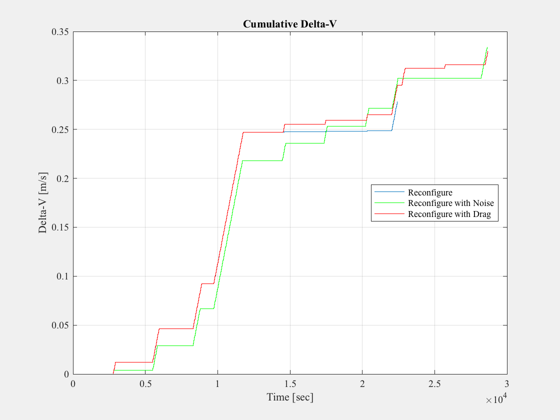 Cumulative Delta-V
Delta-V [m/s]
0.35
0.3
0.25
0.2
0.15
0.1
0.05
0
Reconfigure
Reconfigure with Noise
Reconfigure with Drag
0 0.5 1 1.5 2 2.5 3
Time [sec]
×10⁴